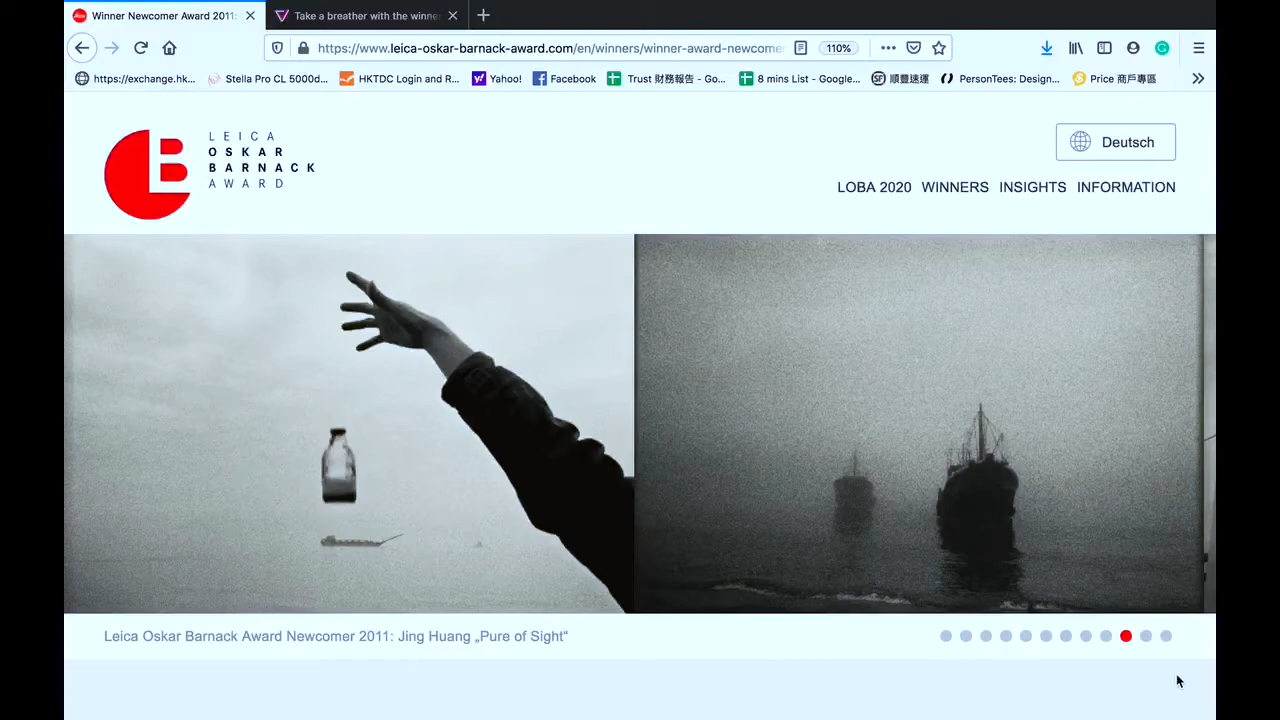 Winner Newcomer Award 2011:
Take a breather with the winne
https://www.leica-oskar-barnack-award.com/en/winners/winner-award-newcome
110%
https://exchange.hk...
Stella Pro CL 5000d...
HKTDC Login and R...
Yahoo!
Facebook
Trust 財務報告 - Go...
8 mins List - Google...
順豐速運
PersonTees: Design...
Price 商戶專區
LEICA
OSKAR
BARNACK
AWARD
Deutsch
LOBA 2020 WINNERS INSIGHTS INFORMATION
Leica Oskar Barnack Award Newcomer 2011: Jing Huang „Pure of Sight“